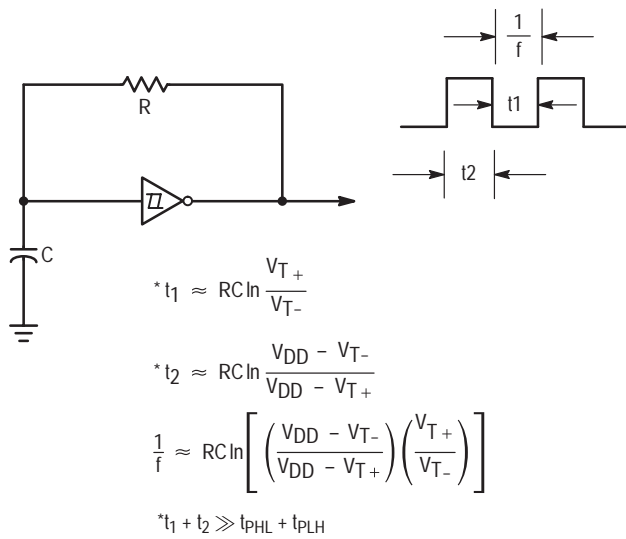 R
C
1
f
t1
t2
* t1 ≈ RC ln VT+ / VT–
* t2 ≈ RC ln VDD – VT– / VDD – VT+
1/f ≈ RC ln [ ( VDD – VT– / VDD – VT+ ) ( VT+ / VT– ) ]
*t1 + t2 ≫ tPHL + tPLH